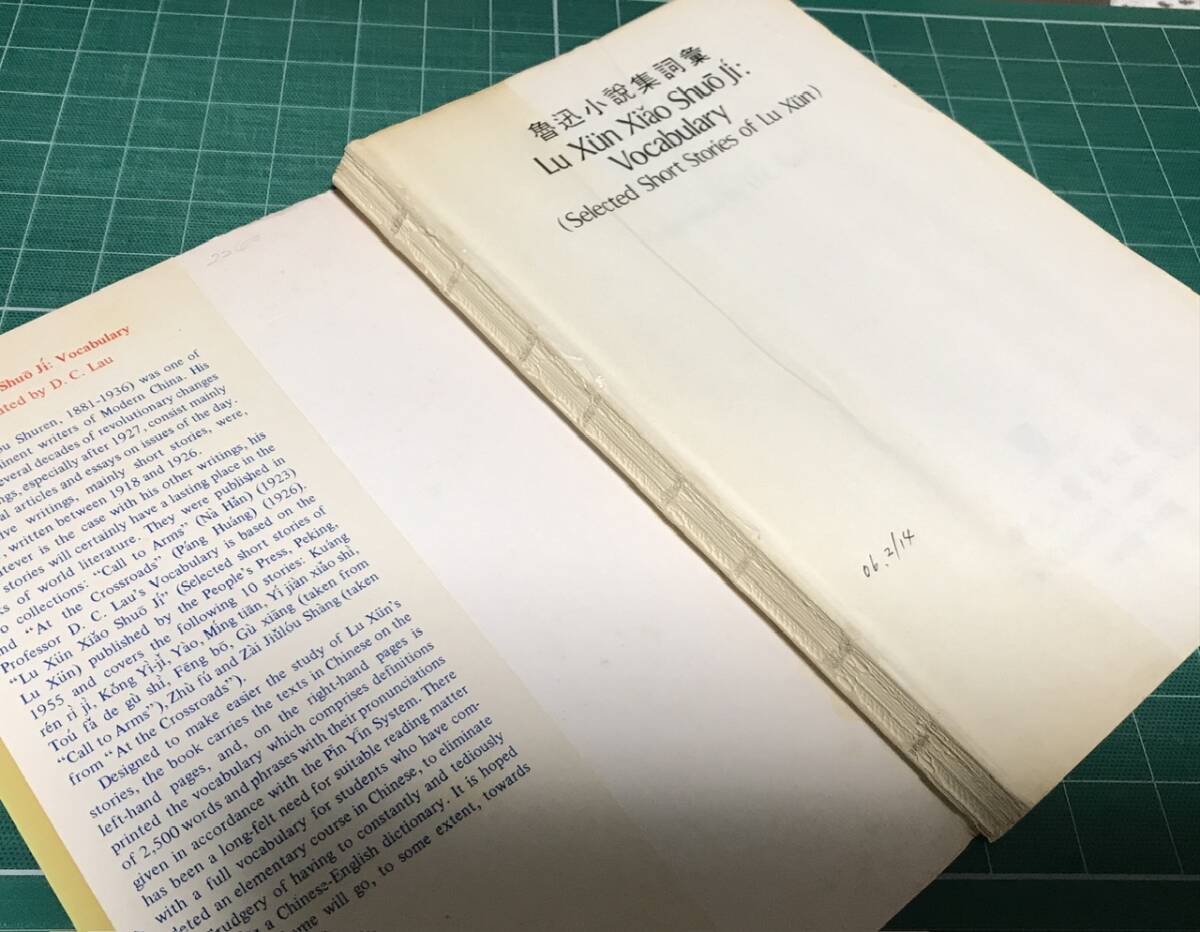 Shuō Jí: Vocabulary
by D. C. Lau
Shuren, 1881-1936) was one of
writers of Modern China. His
several decades of revolutionary changes
especially after 1927, consist mainly
articles and essays on issues of the day.
writings, mainly short stories, were,
written between 1918 and 1926.
is the case with his other writings, his
stories will certainly have a lasting place in the
of world literature. They were published in
collections: "Call to Arms" (Nà Hǎn) (1923)
and "At the Crossroads" (Páng Huáng) (1926).
Professor D. C. Lau's Vocabulary is based on the
"Lu Xün Xiǎo Shuō Jí" (Selected short stories of
Lu Xün) published by the People's Press, Peking,
1955 and covers the following 10 stories: Kuáng
rén rì jì, Kǒng Yì-jǐ, Yào, Míng tiān, Yí jiàn xiǎo shì,
Toú fǎ de gù shì, Fēng bō, Gù xiāng (taken from
"Call to Arms"), Zhù fú and Zài Jiǔlóu Shàng (taken
from "At the Crossroads").
Designed to make easier the study of Lu Xün's
stories, the book carries the texts in Chinese on the
left-hand pages, and, on the right-hand pages is
printed the vocabulary which comprises definitions
of 2,500 words and phrases with their pronunciations
given in accordance with the Pīn Yīn System. There
has been a long-felt need for suitable reading matter
with a full vocabulary for students who have com-
an elementary course in Chinese, to eliminate
drudgery of having to constantly and tediously
a Chinese-English dictionary. It is hoped
will go, to some extent, towards
魯迅小說集詞彙
Lu Xün Xiǎo Shuō Jí:
Vocabulary
(Selected Short Stories of Lu Xün)
06.2/14